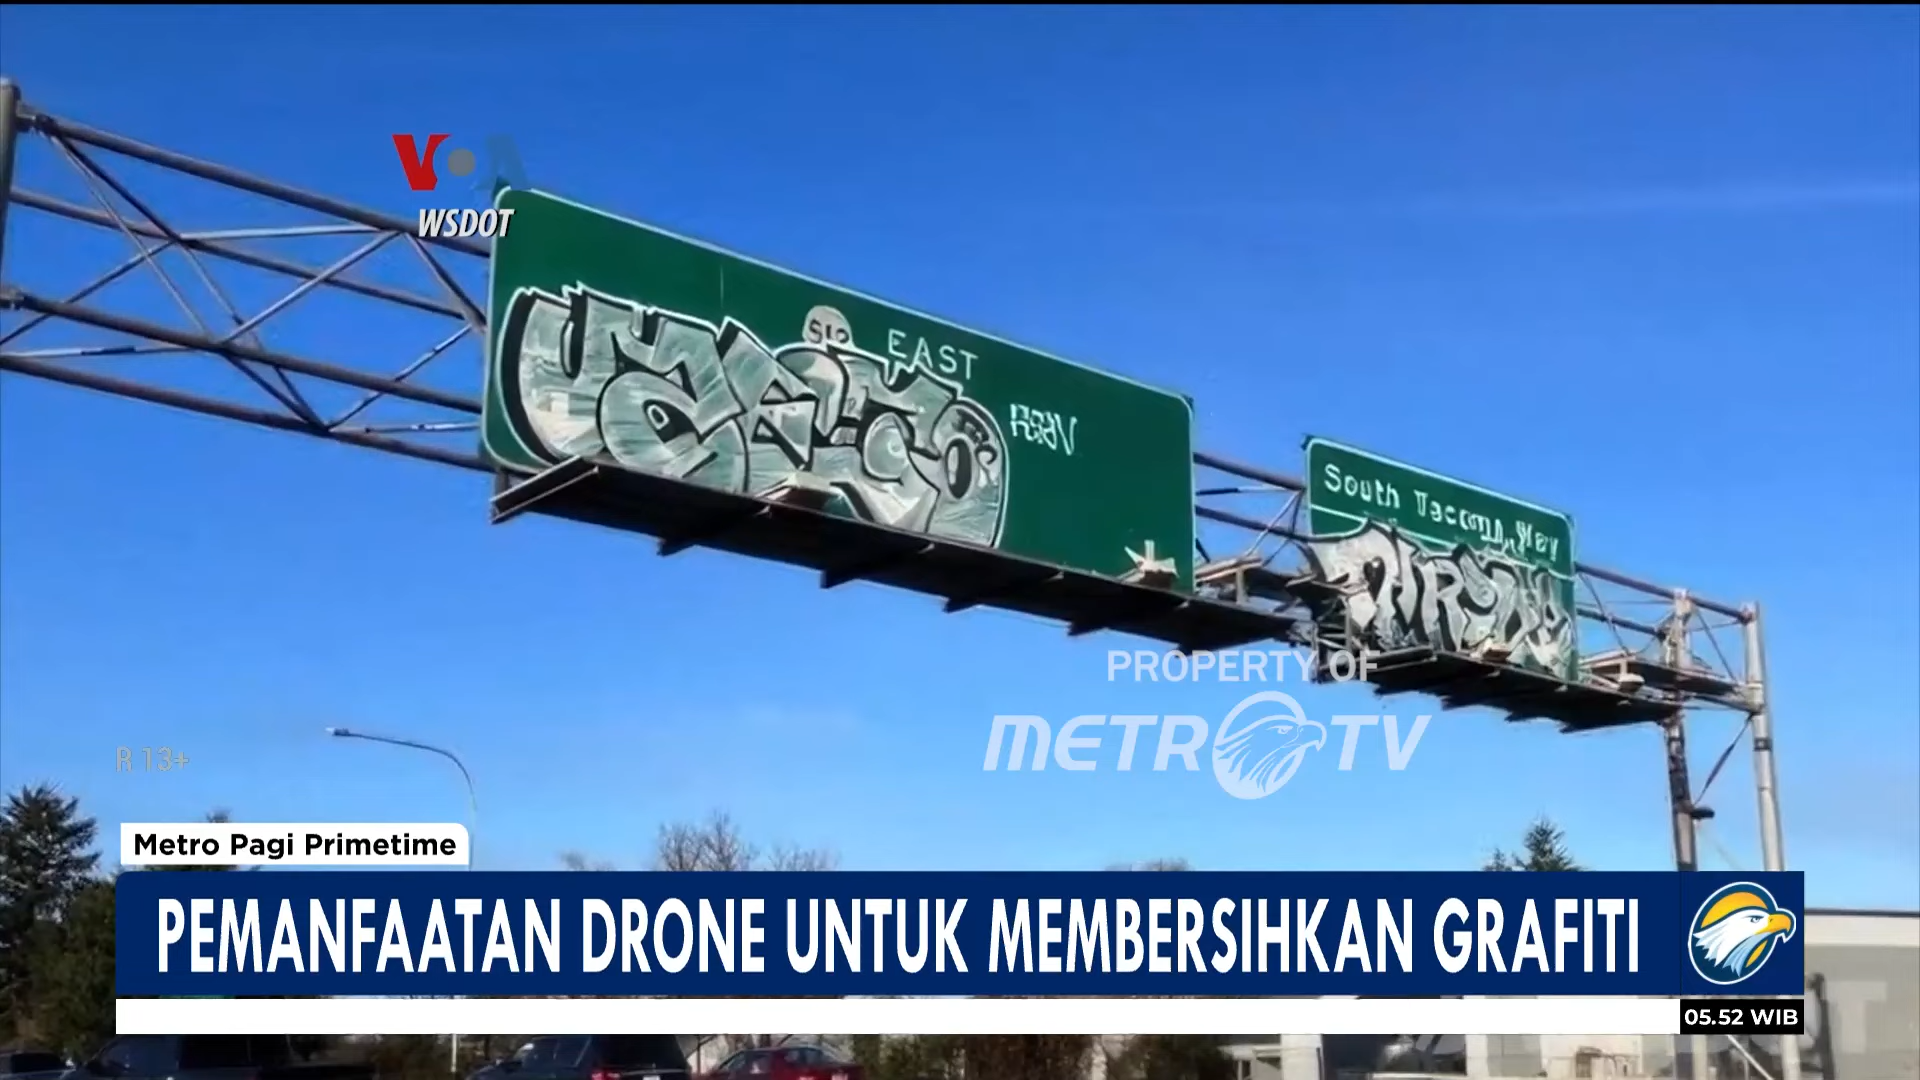 VOA
WSDOT
EAST
South Tacoma Way
PROPERTY OF
METRO TV
R 13+
Metro Pagi Primetime
PEMANFAATAN DRONE UNTUK MEMBERSIHKAN GRAFITI
05.52 WIB